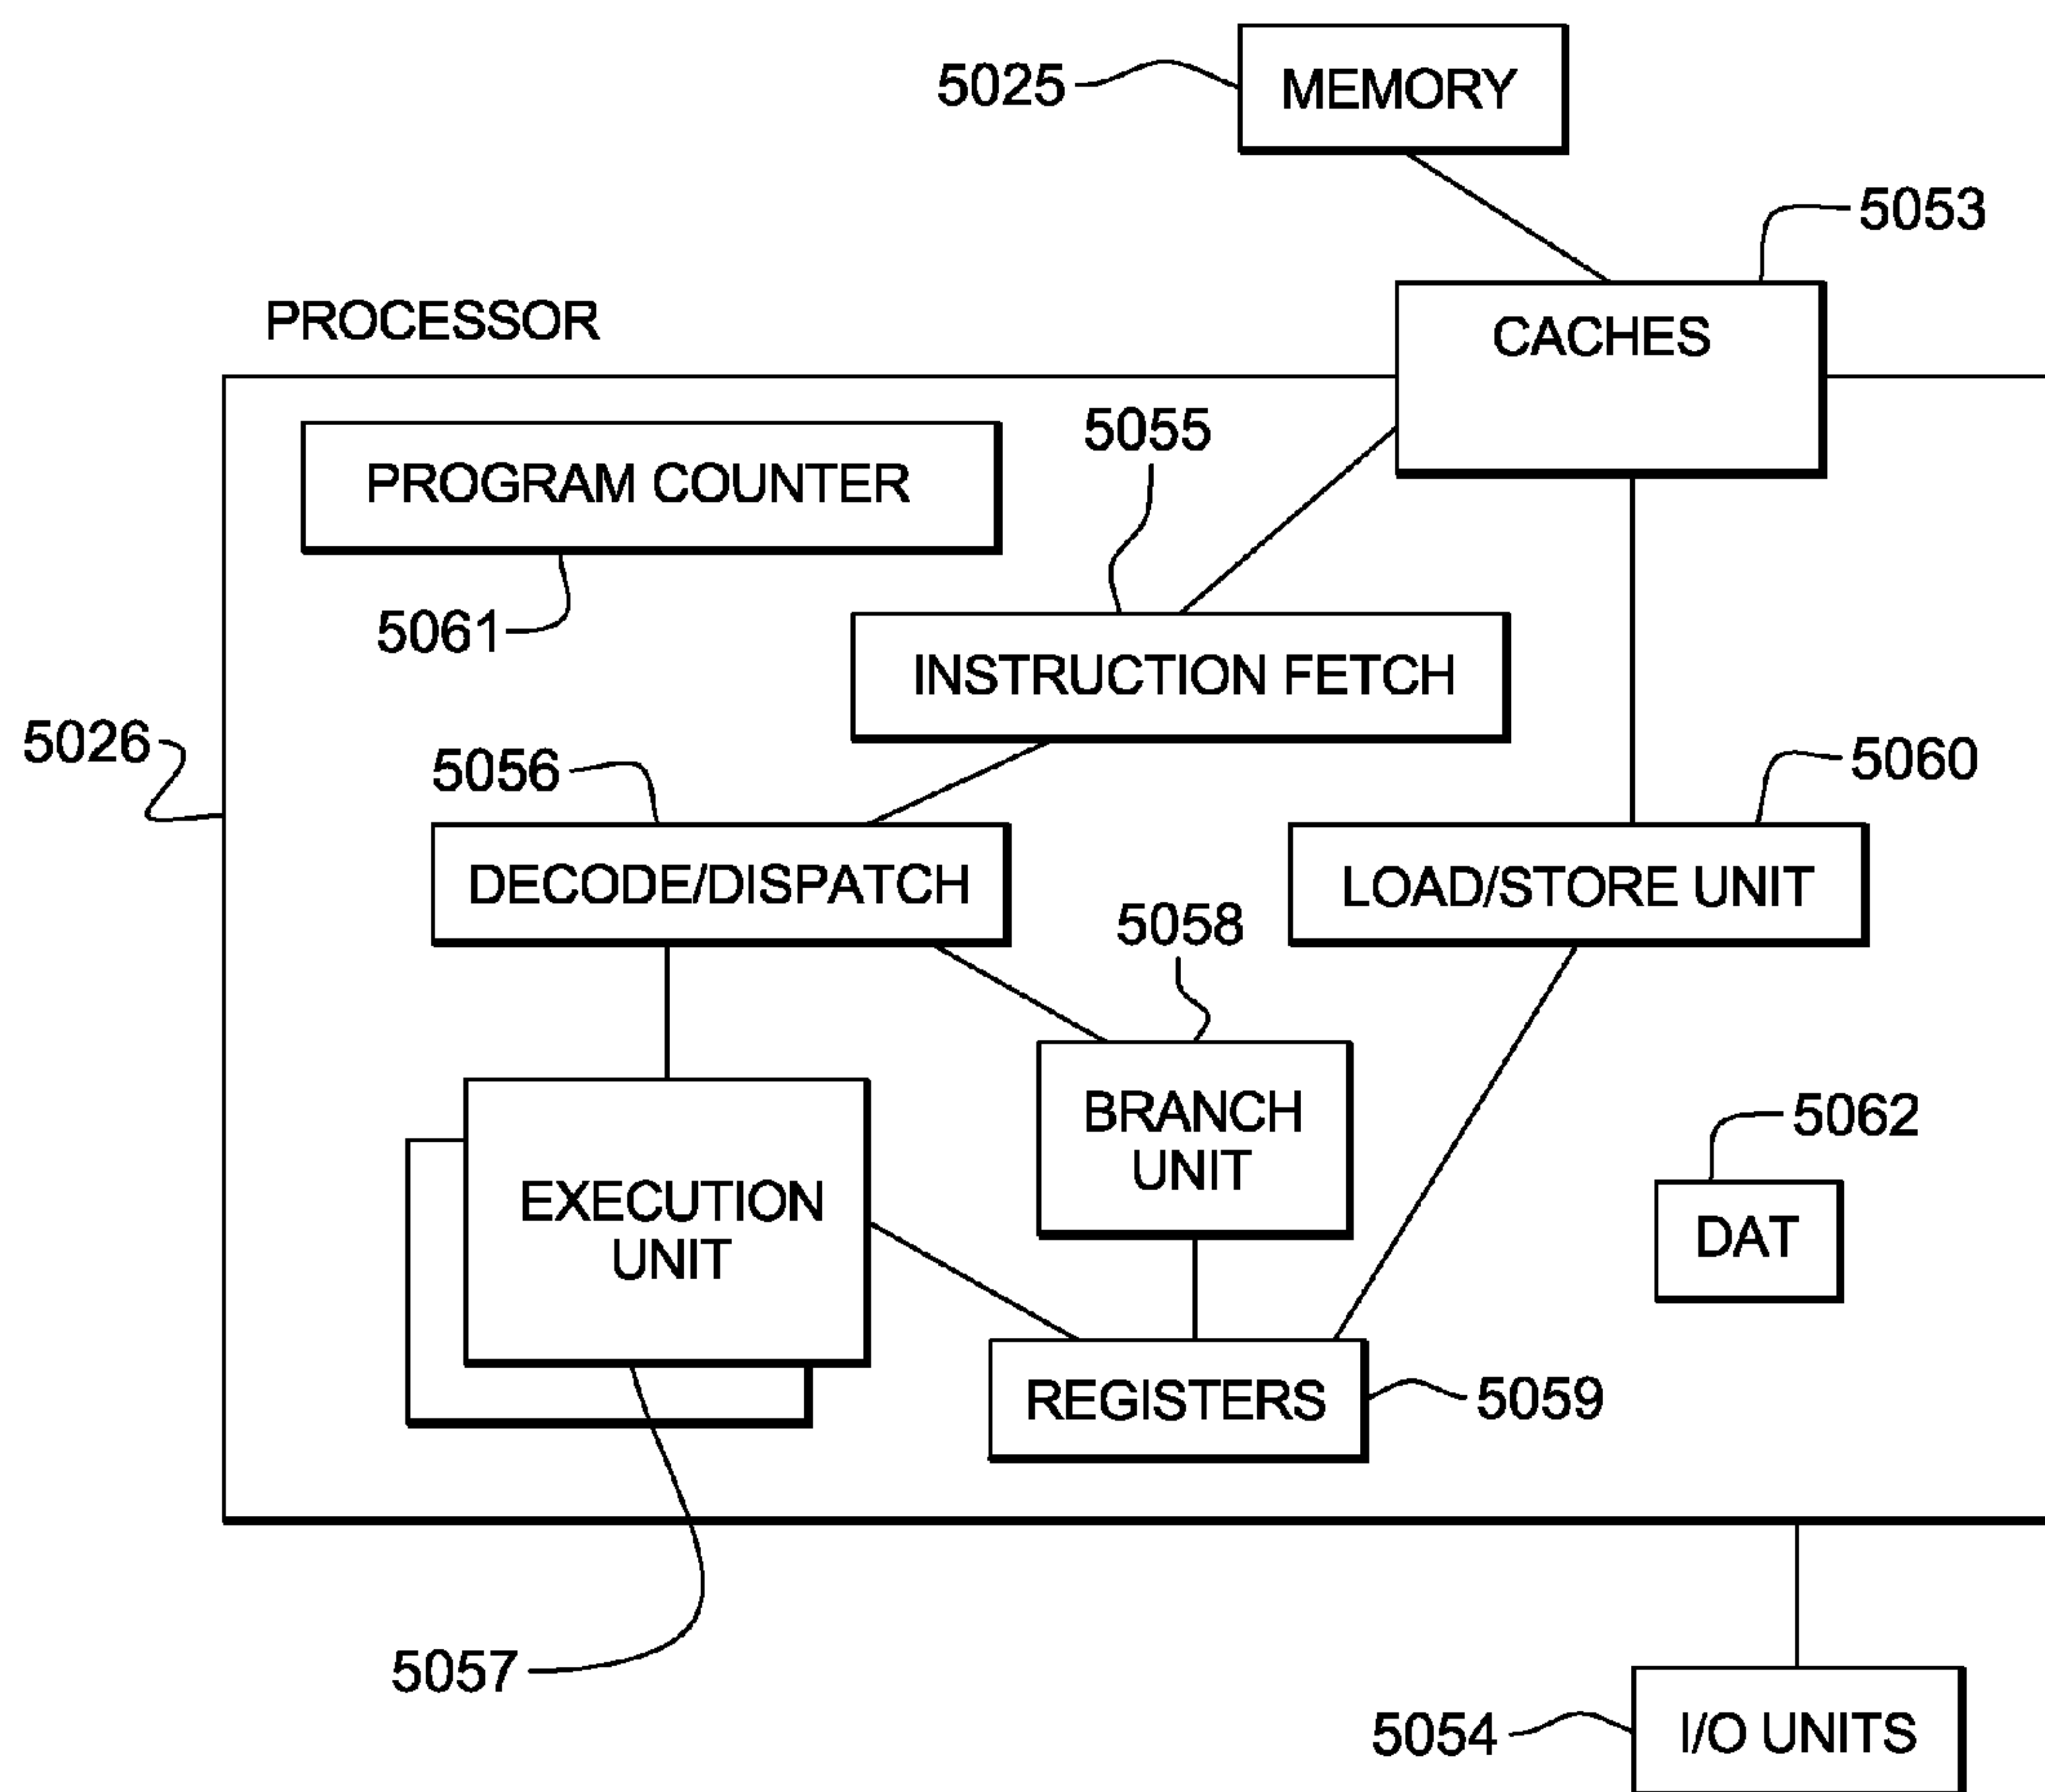 5025
MEMORY
5053
PROCESSOR
CACHES
5055
PROGRAM COUNTER
5061
INSTRUCTION FETCH
5026
5056
5060
DECODE/DISPATCH
LOAD/STORE UNIT
5058
BRANCH
UNIT
5062
EXECUTION
UNIT
DAT
REGISTERS
5059
5057
5054
I/O UNITS